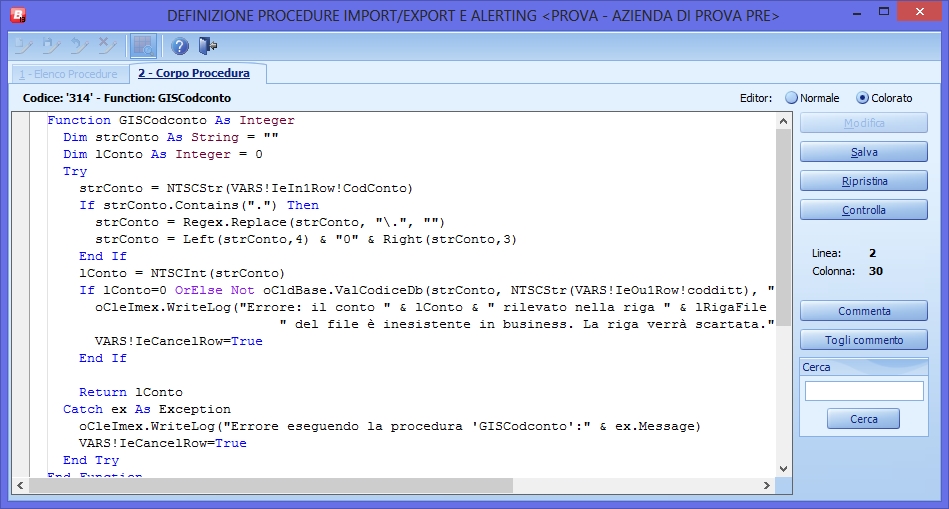 DEFINIZIONE PROCEDURE IMPORT/EXPORT E ALERTING <PROVA - AZIENDA DI PROVA PRE>
1 - Elenco Procedure
2 - Corpo Procedura
Codice: '314' - Function: GISCodconto
Editor: Normale Colorato
Function GISCodconto As Integer
Dim strConto As String = ""
Dim lConto As Integer = 0
Try
strConto = NTSCStr(VARS!IeIn1Row!CodConto)
If strConto.Contains(".") Then
strConto = Regex.Replace(strConto, "\.", "")
strConto = Left(strConto,4) & "0" & Right(strConto,3)
End If
lConto = NTSCInt(strConto)
If lConto=0 OrElse Not oCldBase.ValCodiceDb(strConto, NTSCStr(VARS!IeOu1Row!codditt), "
oCleImex.WriteLog("Errore: il conto " & lConto & " rilevato nella riga " & lRigaFile
" del file è inesistente in business. La riga verrà scartata."
VARS!IeCancelRow=True
End If
Return lConto
Catch ex As Exception
oCleImex.WriteLog("Errore eseguendo la procedura 'GISCodconto':" & ex.Message)
VARS!IeCancelRow=True
End Try
End Function
Modifica
Salva
Ripristina
Controlla
Linea: 2
Colonna: 30
Commenta
Togli commento
Cerca
Cerca